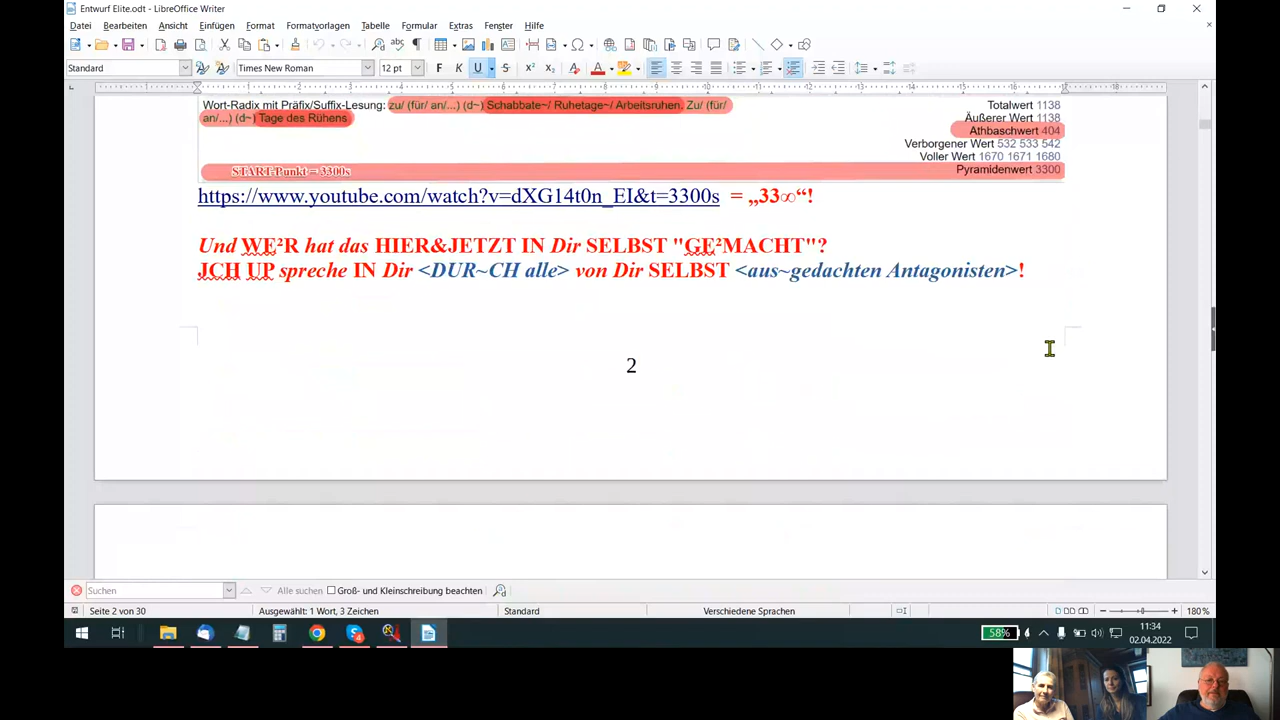 Entwurf Elite.odt - LibreOffice Writer
Datei Bearbeiten Ansicht Einfügen Format Formatvorlagen Tabelle Formular Extras Fenster Hilfe
Standard Times New Roman 12 pt F K U S
Wort-Radix mit Präfix/Suffix-Lesung: zu/ (für/ an/...) (d~) Schabbate~/ Ruhetage~/ Arbeitsruhen. Zu/ (für/
an/...) (d~) Tage des Rühens
Totalwert 1138
Äußerer Wert 1138
Athbaschwert 404
Verborgener Wert 532 533 542
Voller Wert 1670 1671 1680
Pyramidenwert 3300
START-Punkt = 3300s
https://www.youtube.com/watch?v=dXG14t0n_EI&t=3300s = „33∞“!
Und WE²R hat das HIER&JETZT IN Dir SELBST "GE²MACHT"?
JCH UP spreche IN Dir <DUR~CH alle> von Dir SELBST <aus~gedachten Antagonisten>!
2
Suchen Alle suchen Groß- und Kleinschreibung beachten
Seite 2 von 30 Ausgewählt: 1 Wort, 3 Zeichen Standard Verschiedene Sprachen 180%
58% 11:34
02.04.2022